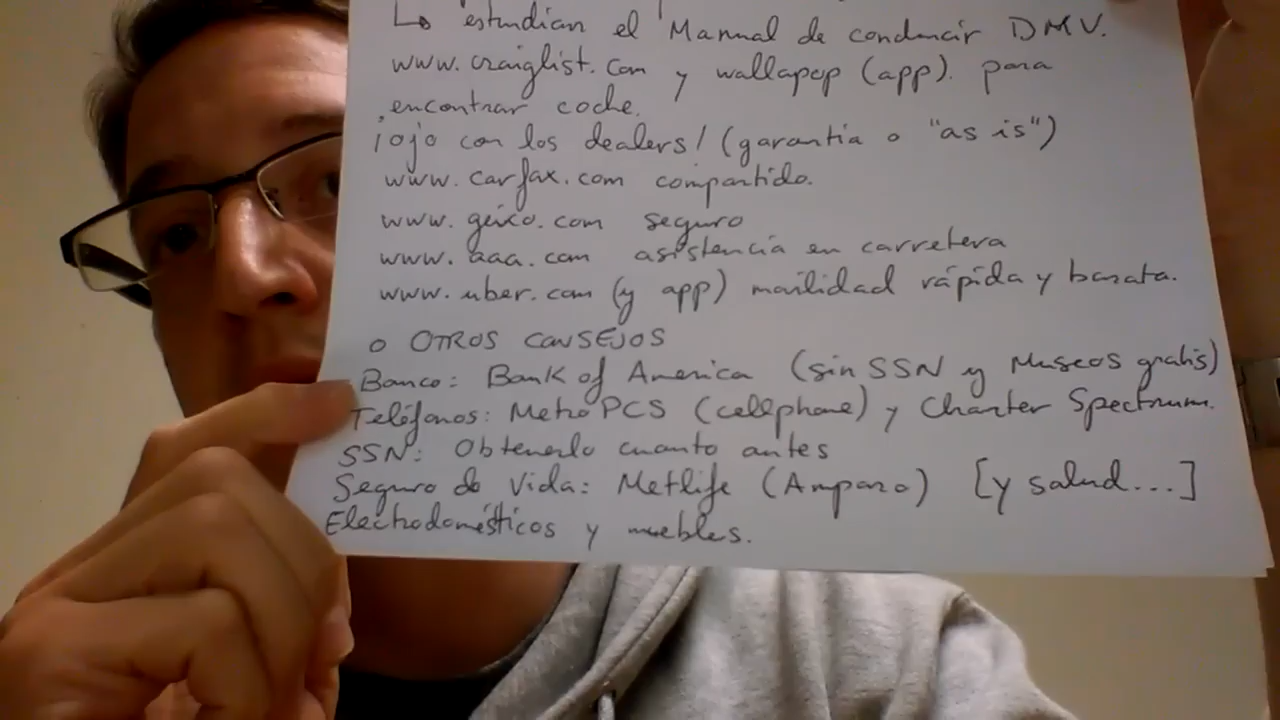 ↳ estudian el Manual de conducir DMV.
www.craiglist.com y wallapop (app). para
encontrar coche.
¡ojo con los dealers! (garantía o "as is")
www.carfax.com compartido.
www.geico.com seguro
www.aaa.com asistencia en carretera
www.uber.com (y app) movilidad rápida y barata.
o OTROS CONSEJOS
Banco: Bank of America (sin SSN y Museos gratis)
Teléfonos: MetroPCS (cellphone) y Charter Spectrum.
SSN: Obtenerlo cuanto antes
Seguro de Vida: Metlife (Amparo) [y salud...]
Electrodomésticos y muebles.